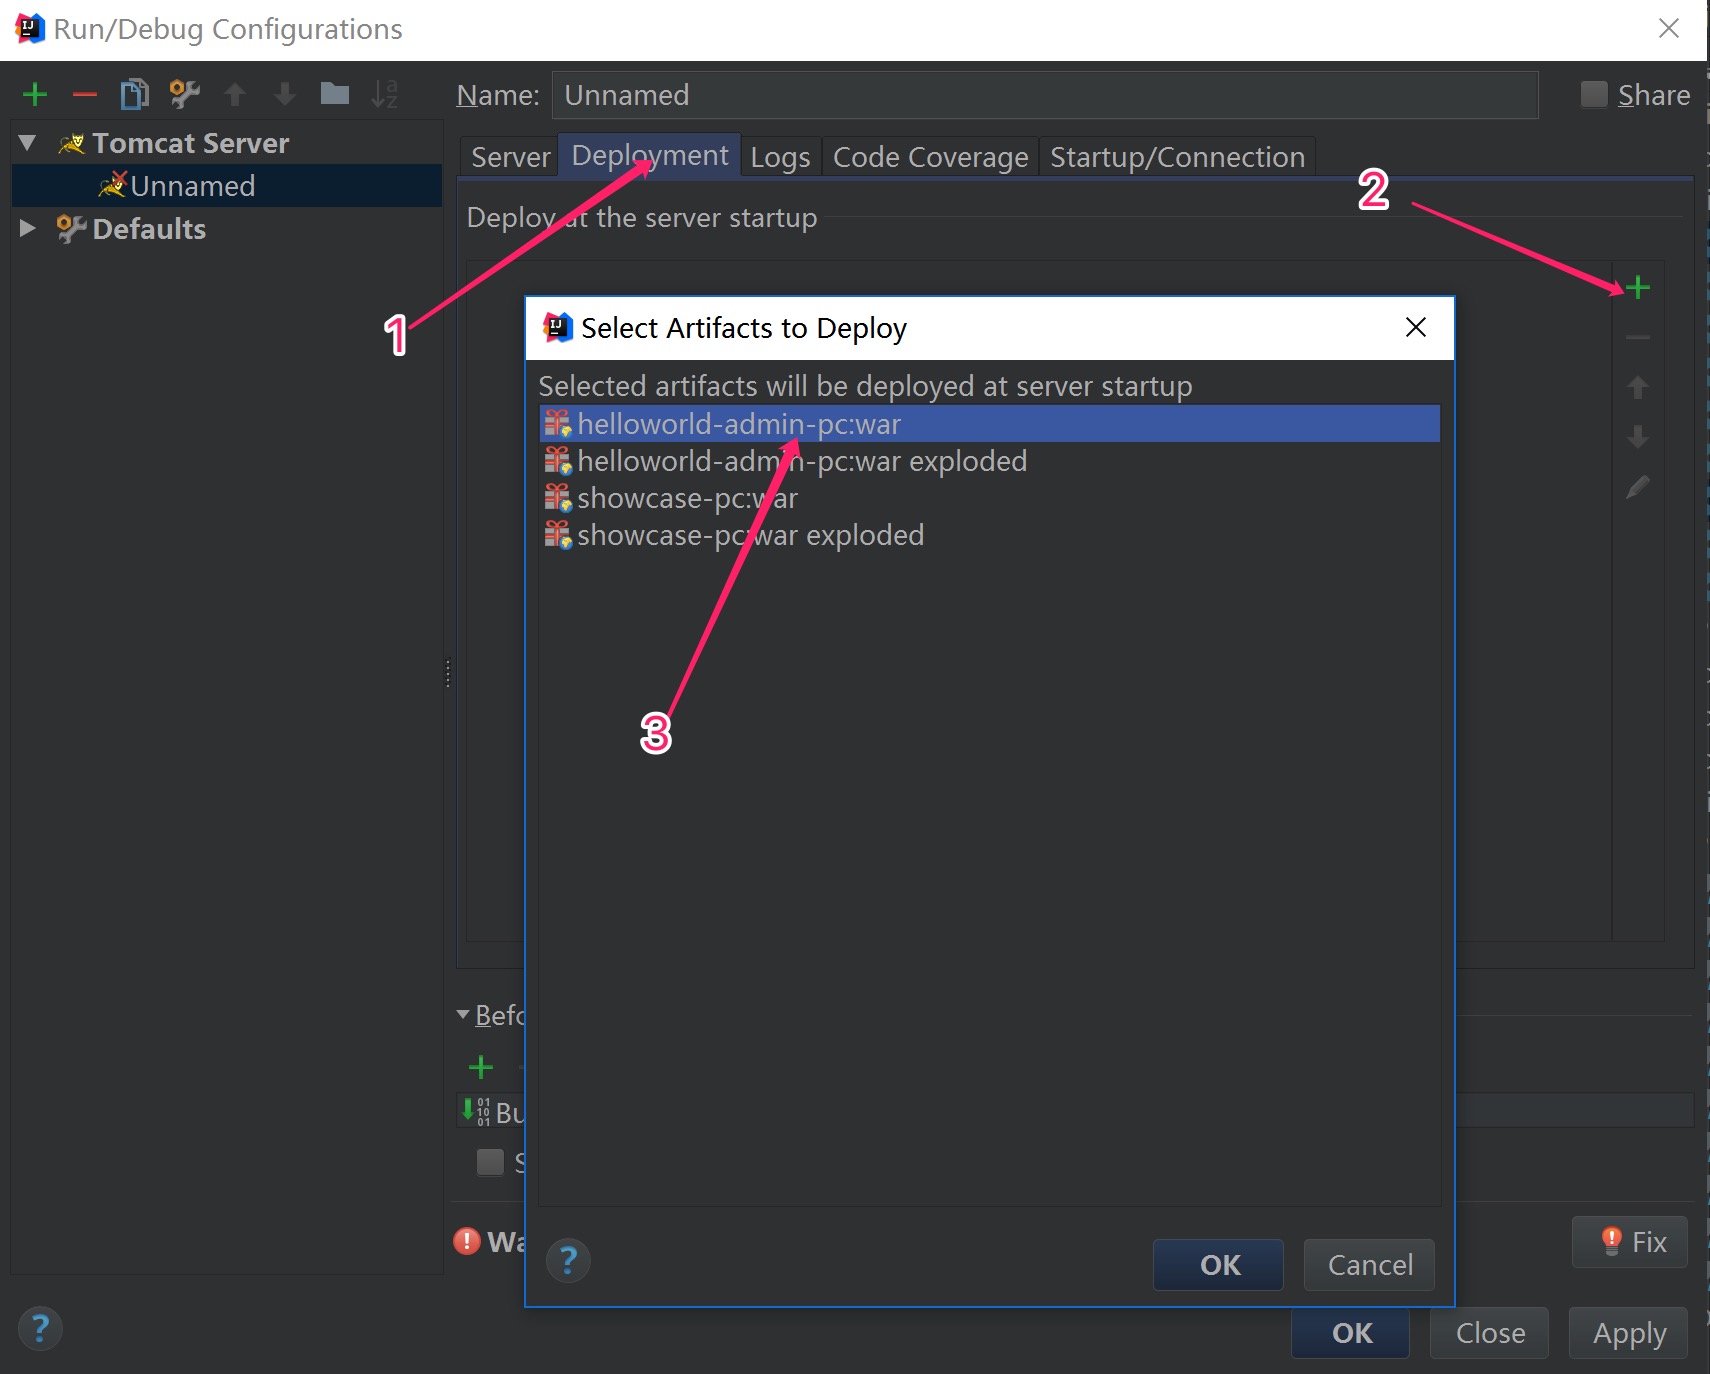 Run/Debug Configurations
Name: Unnamed
Share
Tomcat Server
Unnamed
Defaults
Server
Deployment
Logs
Code Coverage
Startup/Connection
Deploy at the server startup
1
2
Select Artifacts to Deploy
Selected artifacts will be deployed at server startup
helloworld-admin-pc:war
helloworld-admin-pc:war exploded
showcase-pc:war
showcase-pc:war exploded
3
Befo
Bu
S
Wa
Fix
OK
Cancel
OK
Close
Apply